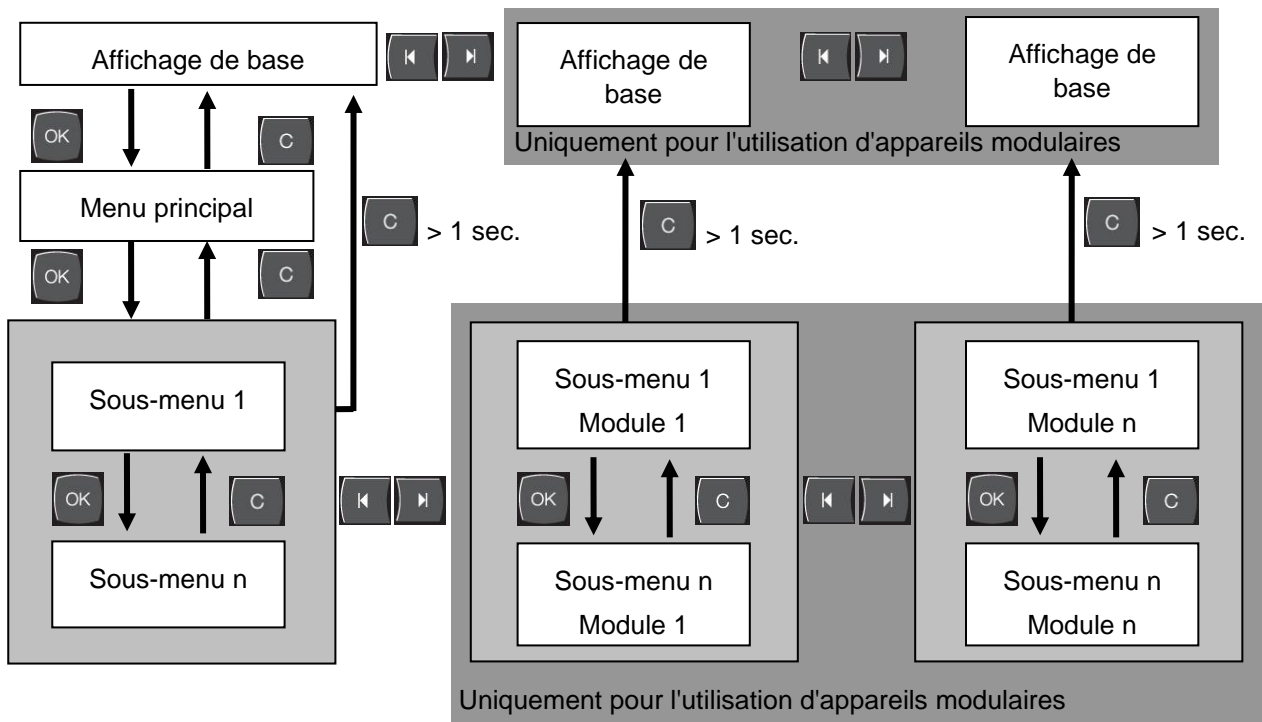 Affichage de base
Affichage de
base
Affichage de
base
Uniquement pour l'utilisation d'appareils modulaires
OK
C
Menu principal
C > 1 sec.
C > 1 sec.
C > 1 sec.
OK
C
Sous-menu 1
Sous-menu 1
Module 1
Sous-menu 1
Module n
OK
C
OK
C
OK
C
Sous-menu n
Sous-menu n
Module 1
Sous-menu n
Module n
Uniquement pour l'utilisation d'appareils modulaires